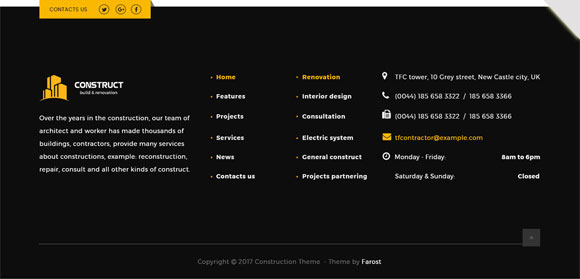 CONTACTS US
CONSTRUCT
build & renovation
Over the years in the construction, our team of
architect and worker has made thousands of
buildings, contractors, provide many services
about constructions, example: reconstruction,
repair, consult and all other kinds of construct.
Home
Features
Projects
Services
News
Contacts us
Renovation
Interior design
Consultation
Electric system
General construct
Projects partnering
TFC tower, 10 Grey street, New Castle city, UK
(0044) 185 658 3322 / 185 658 3366
(0044) 185 658 3322 / 185 658 3366
tfcontractor@example.com
Monday - Friday: 8am to 6pm
Saturday & Sunday: Closed
Copyright © 2017 Construction Theme - Theme by Farost